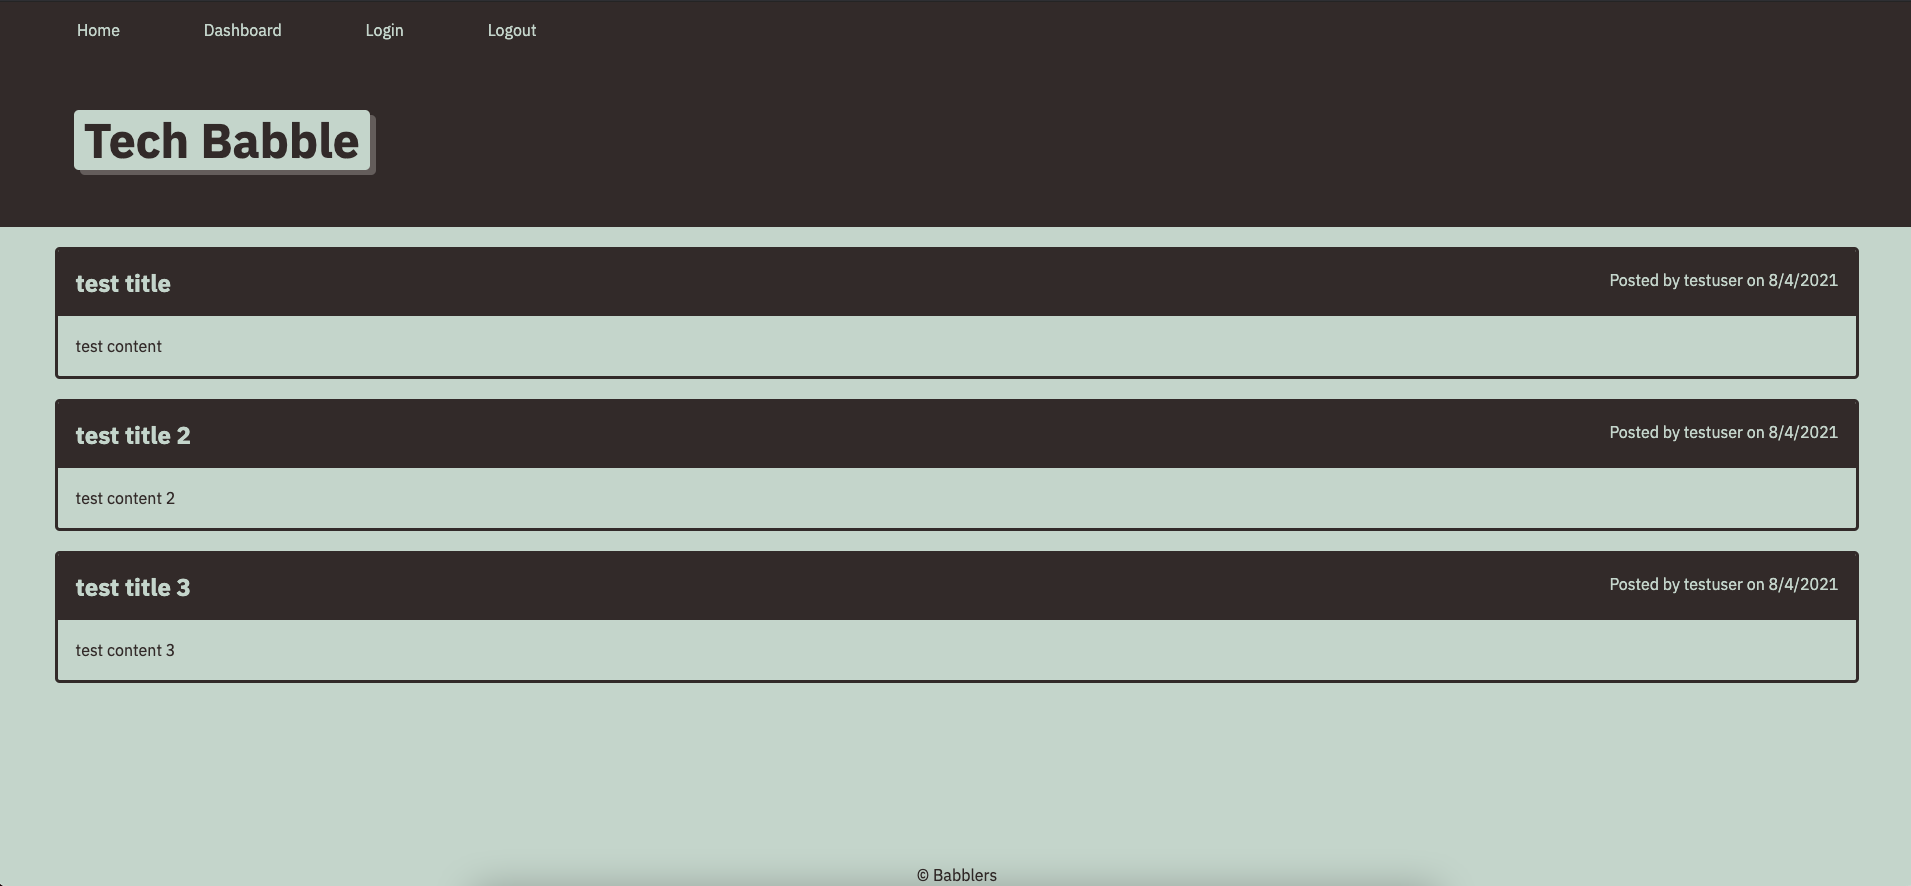 Home Dashboard Login Logout
Tech Babble
test title Posted by testuser on 8/4/2021
test content
test title 2 Posted by testuser on 8/4/2021
test content 2
test title 3 Posted by testuser on 8/4/2021
test content 3
© Babblers